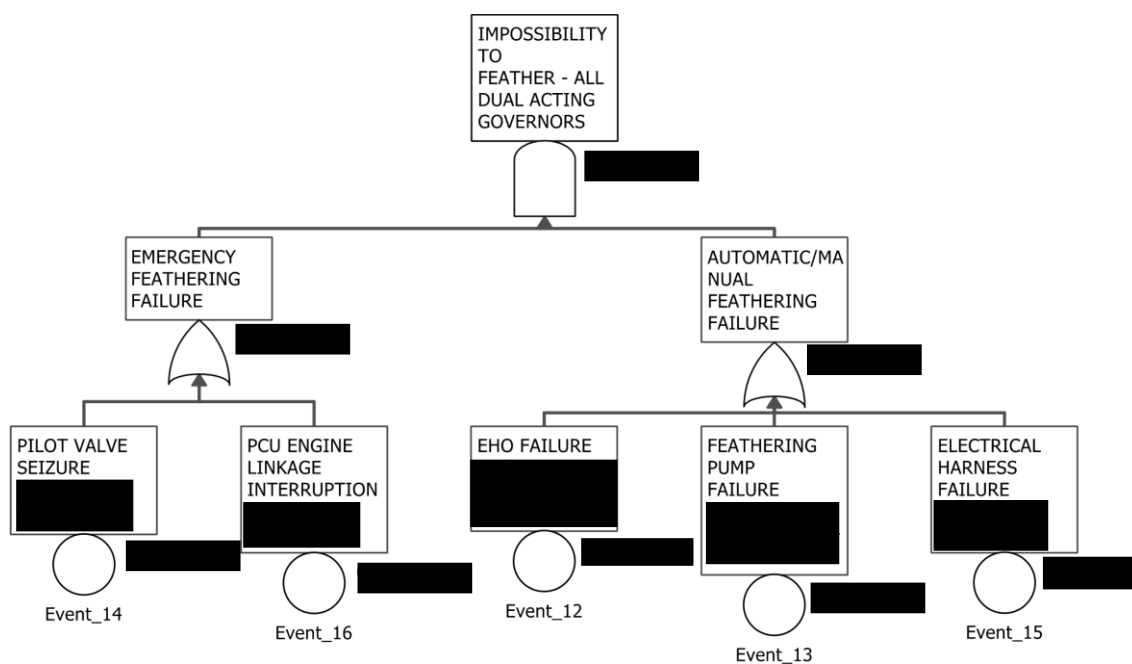 IMPOSSIBILITY
TO
FEATHER - ALL
DUAL ACTING
GOVERNORS
EMERGENCY
FEATHERING
FAILURE
AUTOMATIC/MA
NUAL
FEATHERING
FAILURE
PILOT VALVE
SEIZURE
PCU ENGINE
LINKAGE
INTERRUPTION
EHO FAILURE
FEATHERING
PUMP
FAILURE
ELECTRICAL
HARNESS
FAILURE
Event_14
Event_16
Event_12
Event_13
Event_15